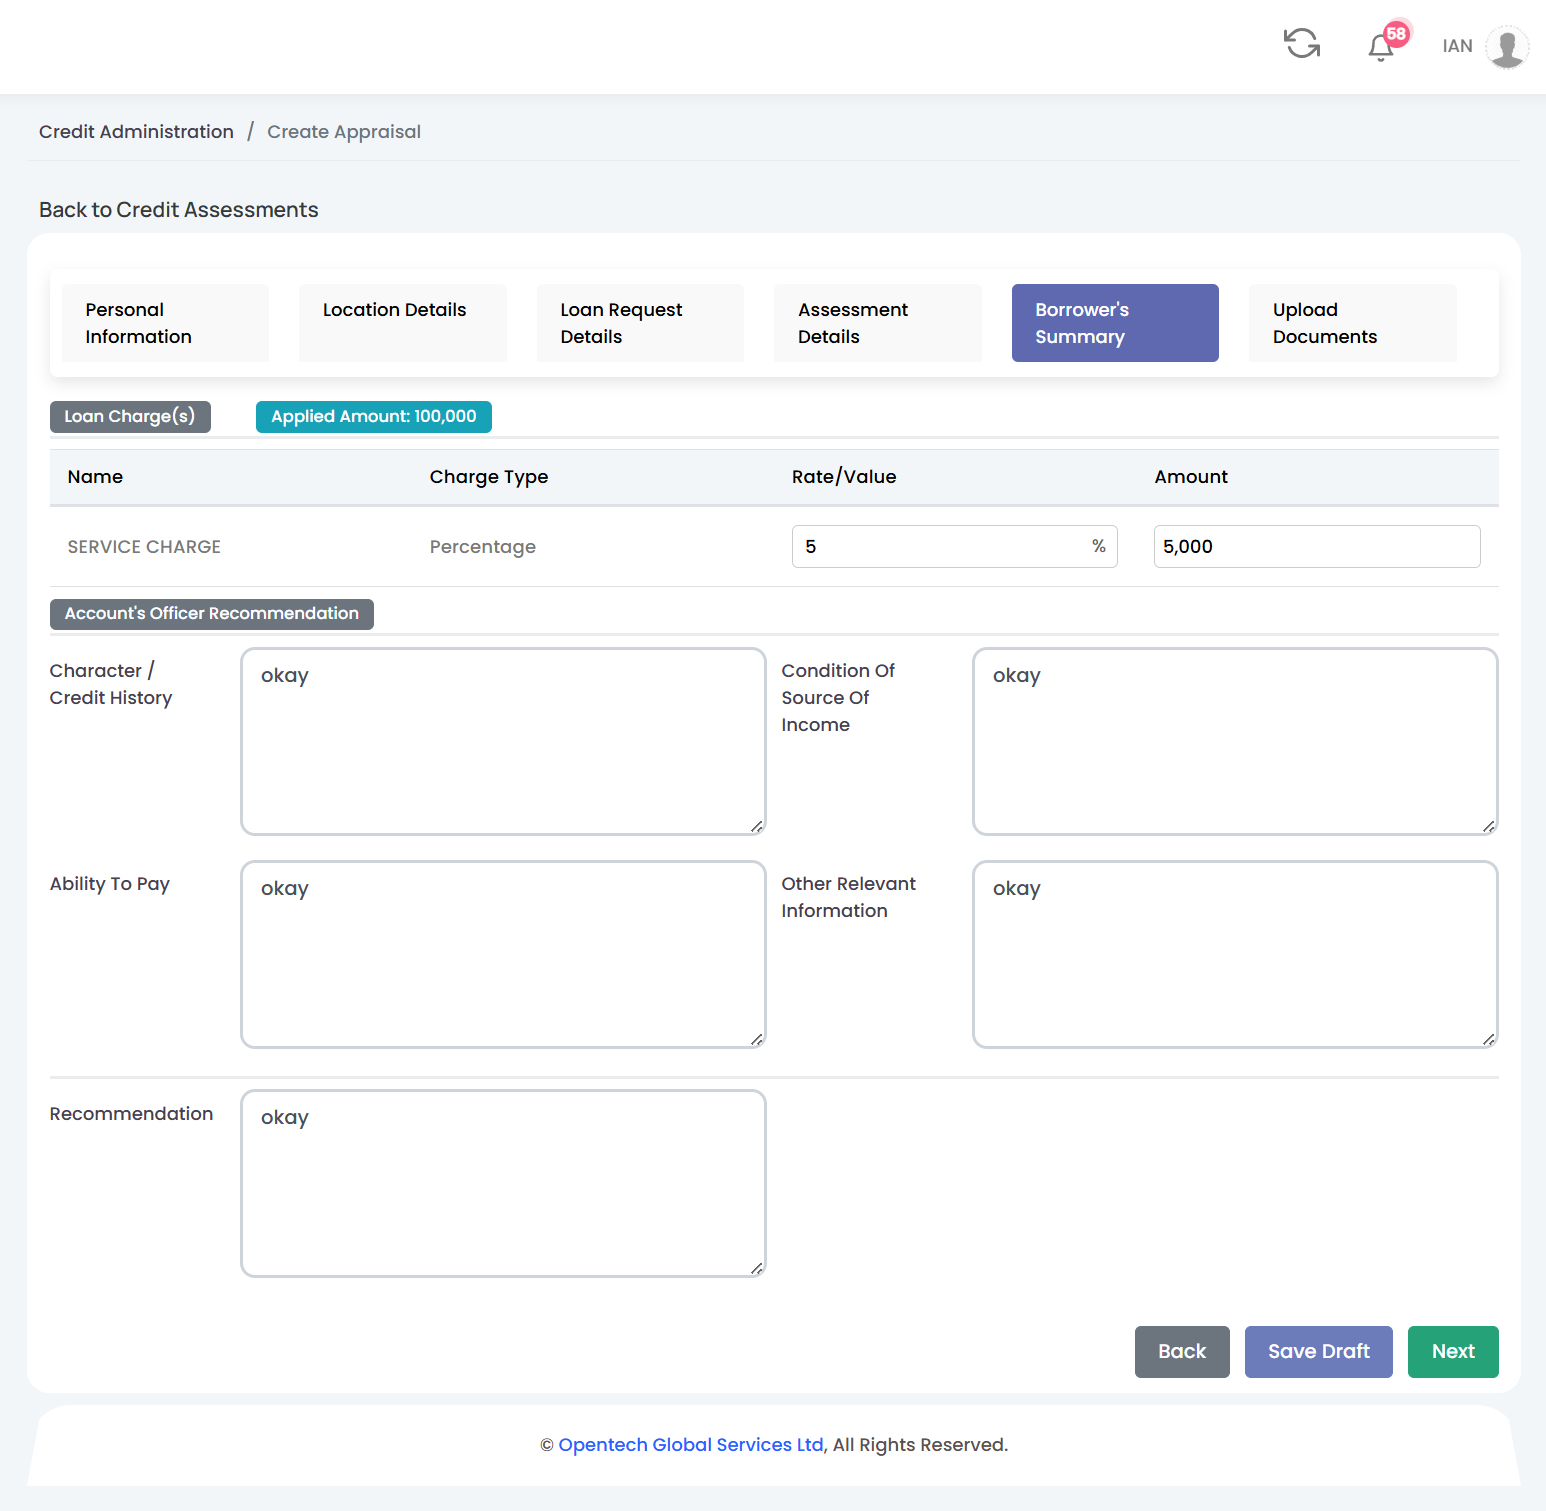 58
IAN
Credit Administration / Create Appraisal
Back to Credit Assessments
Personal
Information
Location Details
Loan Request
Details
Assessment
Details
Borrower's
Summary
Upload
Documents
Loan Charge(s)
Applied Amount: 100,000
Name Charge Type Rate/Value Amount
SERVICE CHARGE Percentage 5 % 5,000
Account's Officer Recommendation
Character /
Credit History
okay
Condition Of
Source Of
Income
okay
Ability To Pay
okay
Other Relevant
Information
okay
Recommendation
okay
Back
Save Draft
Next
© Opentech Global Services Ltd, All Rights Reserved.